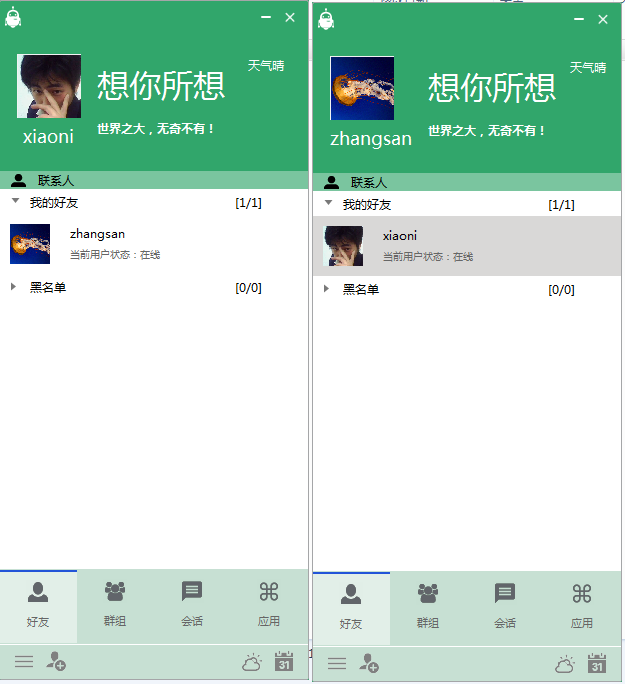 天气晴
想你所想
世界之大，无奇不有！
xiaoni
联系人
我的好友 [1/1]
zhangsan
当前用户状态：在线
黑名单 [0/0]
好友 群组 会话 应用
31
天气晴
想你所想
世界之大，无奇不有！
zhangsan
联系人
我的好友 [1/1]
xiaoni
当前用户状态：在线
黑名单 [0/0]
好友 群组 会话 应用
31